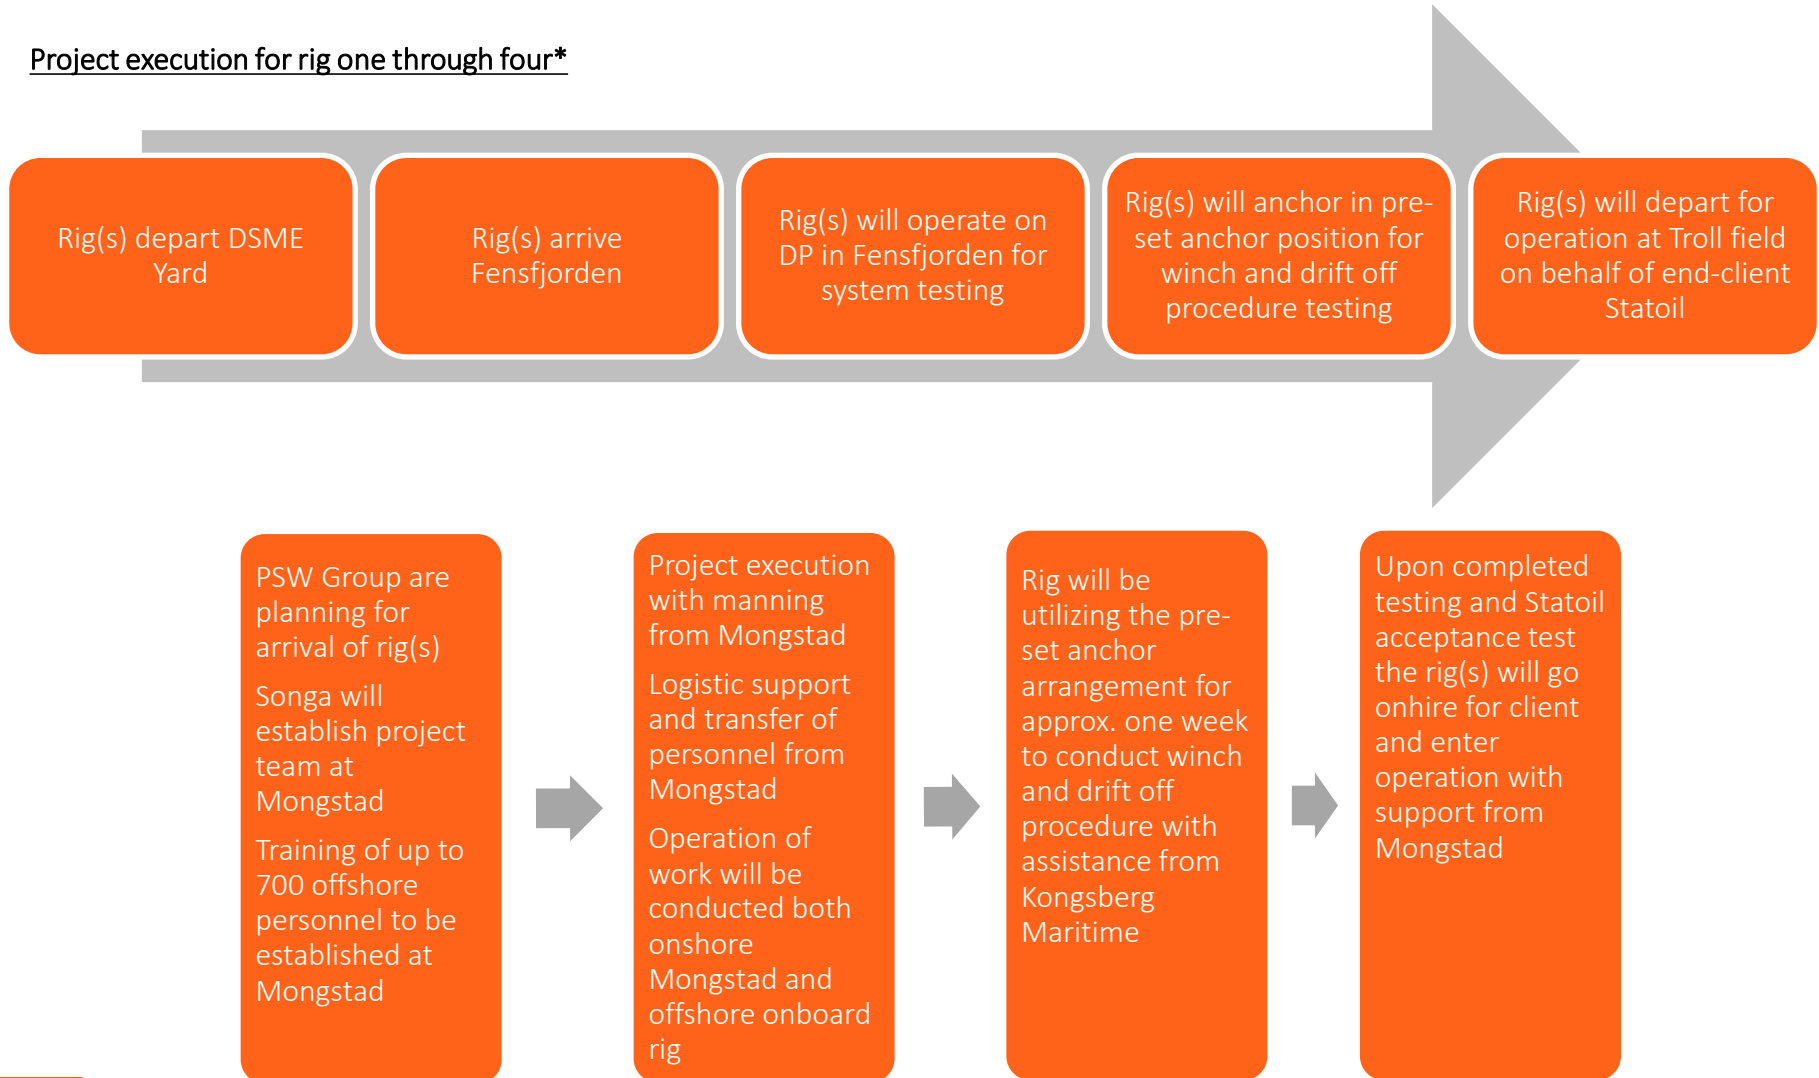 Project execution for rig one through four*
Rig(s) depart DSME
Yard
Rig(s) arrive
Fensfjorden
Rig(s) will operate on
DP in Fensfjorden for
system testing
Rig(s) will anchor in pre-
set anchor position for
winch and drift off
procedure testing
Rig(s) will depart for
operation at Troll field
on behalf of end-client
Statoil
PSW Group are
planning for
arrival of rig(s)
Songa will
establish project
team at
Mongstad
Training of up to
700 offshore
personnel to be
established at
Mongstad
Project execution
with manning
from Mongstad
Logistic support
and transfer of
personnel from
Mongstad
Operation of
work will be
conducted both
onshore
Mongstad and
offshore onboard
rig
Rig will be
utilizing the pre-
set anchor
arrangement for
approx. one week
to conduct winch
and drift off
procedure with
assistance from
Kongsberg
Maritime
Upon completed
testing and Statoil
acceptance test
the rig(s) will go
onhire for client
and enter
operation with
support from
Mongstad